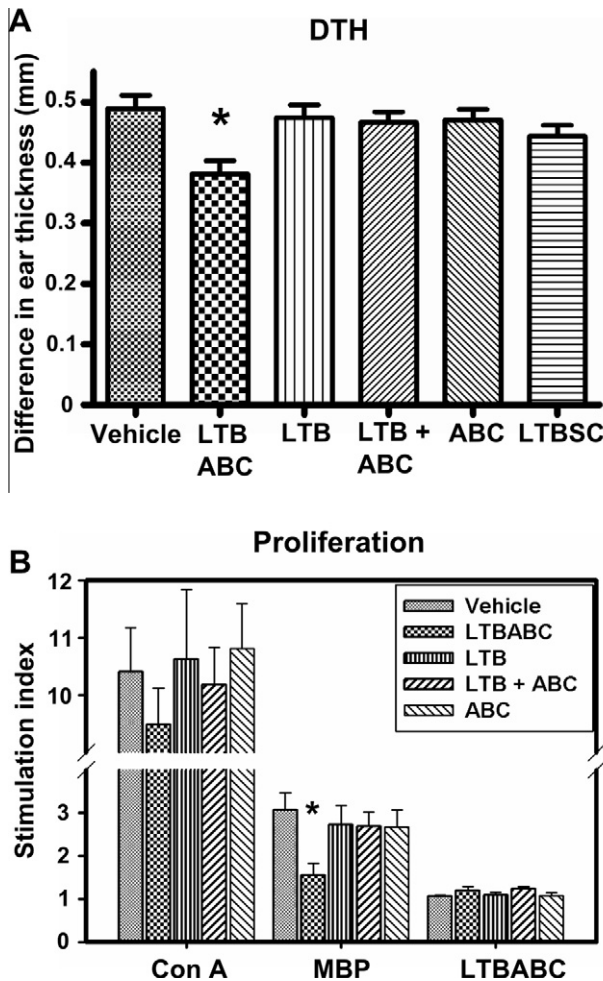 A
DTH
Difference in ear thickness (mm)
0.5
0.4
0.3
0.2
0.1
0
*
Vehicle LTB LTB LTB + ABC LTBSC
ABC ABC
B
Proliferation
Stimulation index
12
11
10
3
2
1
0
*
Vehicle
LTBABC
LTB
LTB + ABC
ABC
Con A MBP LTBABC